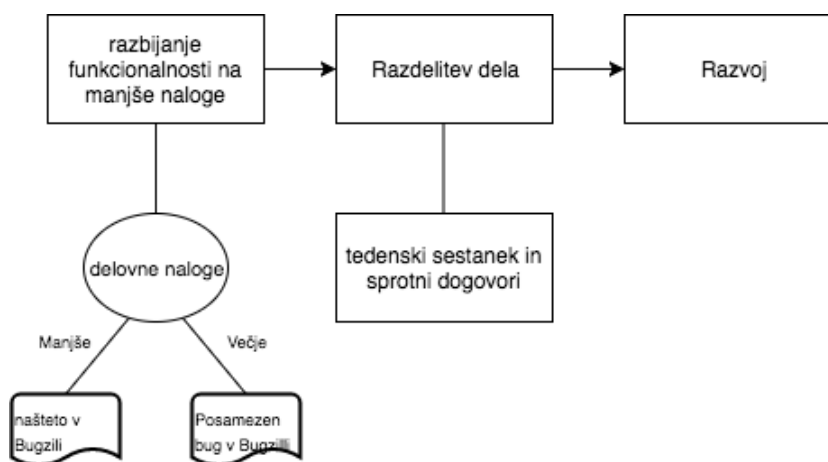 razbijanje
funkcionalnosti na
manjše naloge
Razdelitev dela
Razvoj
tedenski sestanek in
sprotni dogovori
delovne naloge
Manjše
Večje
našteto v
Bugzili
Posamezen
bug v Bugzilli